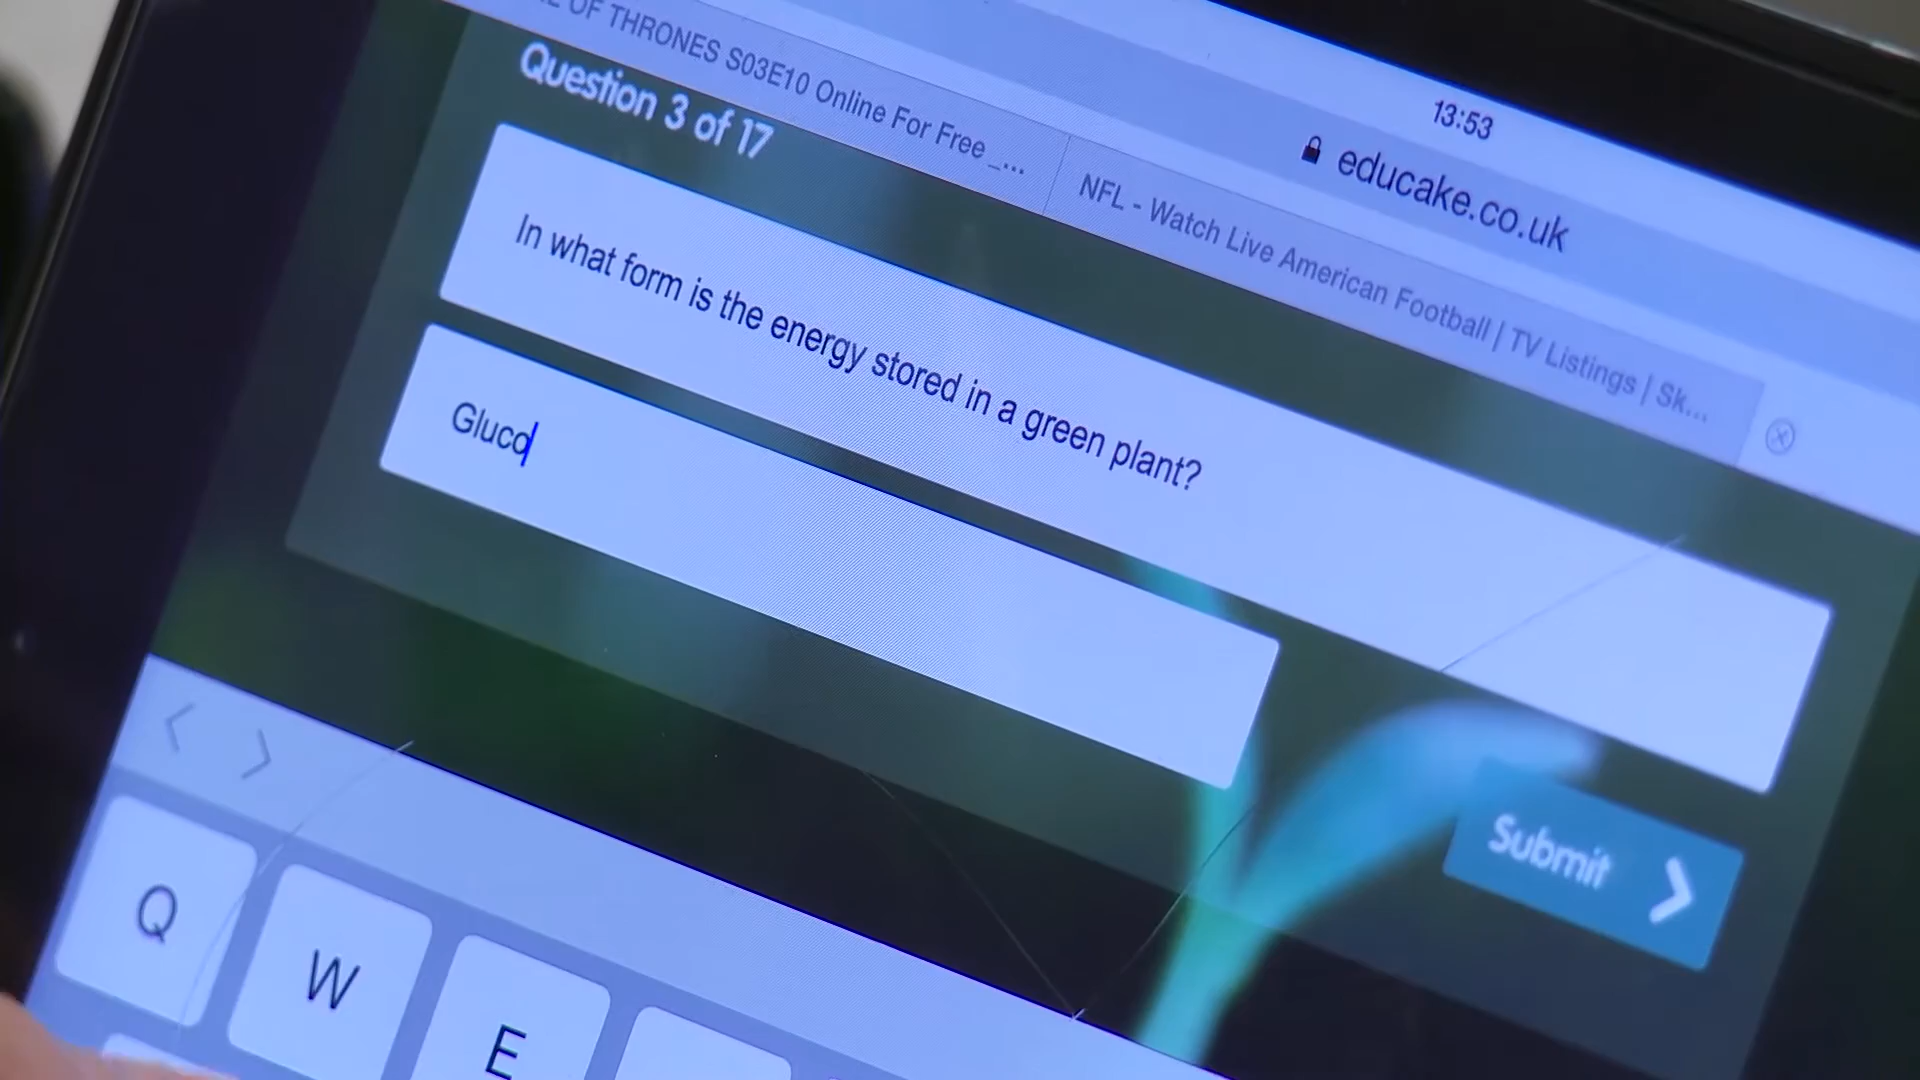 13:53
educake.co.uk
OF THRONES S03E10 Online For Free _...
NFL - Watch Live American Football | TV Listings | Sk...
Question 3 of 17
In what form is the energy stored in a green plant?
Gluco
Submit
Q
W
E